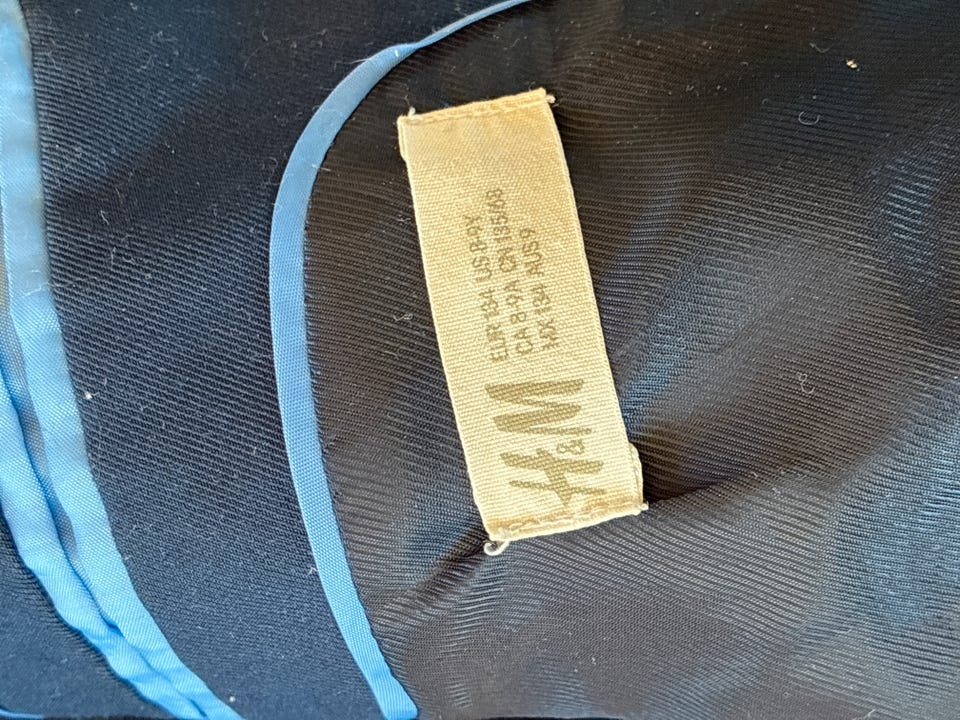 H&M
EUR 134 US 8-9Y
CA 8-9A CN 135/68
MX 134 AUS 9